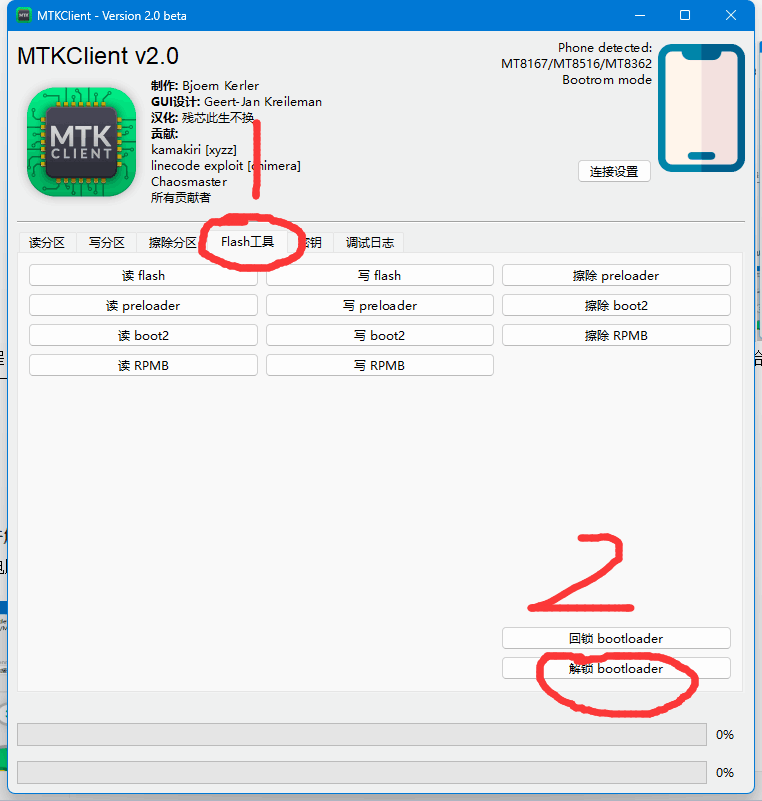 MTK
MTKClient - Version 2.0 beta
MTKClient v2.0
Phone detected:
MT8167/MT8516/MT8362
Bootrom mode
MTK
CLIENT
制作: Bjoern Kerler
GUI设计: Geert-Jan Kreileman
汉化: 残芯此生不换
贡献:
kamakiri [xyzz]
linecode exploit [chimera]
Chaosmaster
所有贡献者
连接设置
1
读分区 写分区 擦除分区 Flash工具 密钥 调试日志
读 flash 写 flash 擦除 preloader
读 preloader 写 preloader 擦除 boot2
读 boot2 写 boot2 擦除 RPMB
读 RPMB 写 RPMB
2
回锁 bootloader
解锁 bootloader
0%
0%